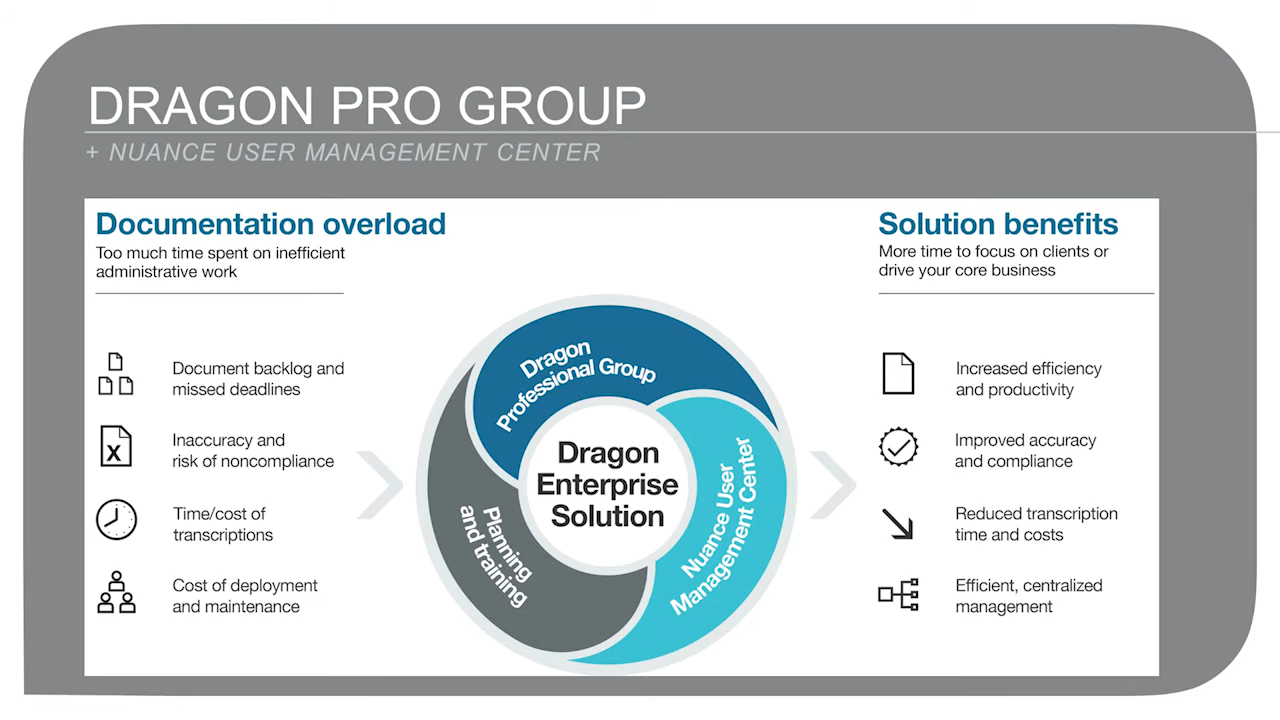 DRAGON PRO GROUP
+ NUANCE USER MANAGEMENT CENTER
Documentation overload
Too much time spent on inefficient
administrative work
Document backlog and
missed deadlines
X
Inaccuracy and
risk of noncompliance
Time/cost of
transcriptions
Cost of deployment
and maintenance
Dragon
Professional Group
Dragon
Enterprise
Solution
Nuance User
Management Center
Planning
and training
Solution benefits
More time to focus on clients or
drive your core business
Increased efficiency
and productivity
Improved accuracy
and compliance
Reduced transcription
time and costs
Efficient, centralized
management